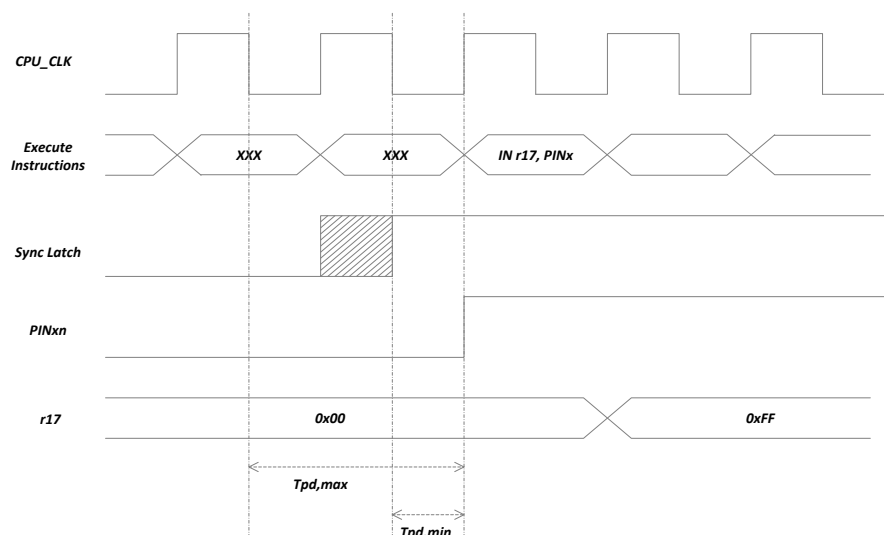 CPU_CLK
Execute
Instructions
XXX
XXX
IN r17, PINx
Sync Latch
PINxn
r17
0x00
0xFF
Tpd,max
Tpd,min